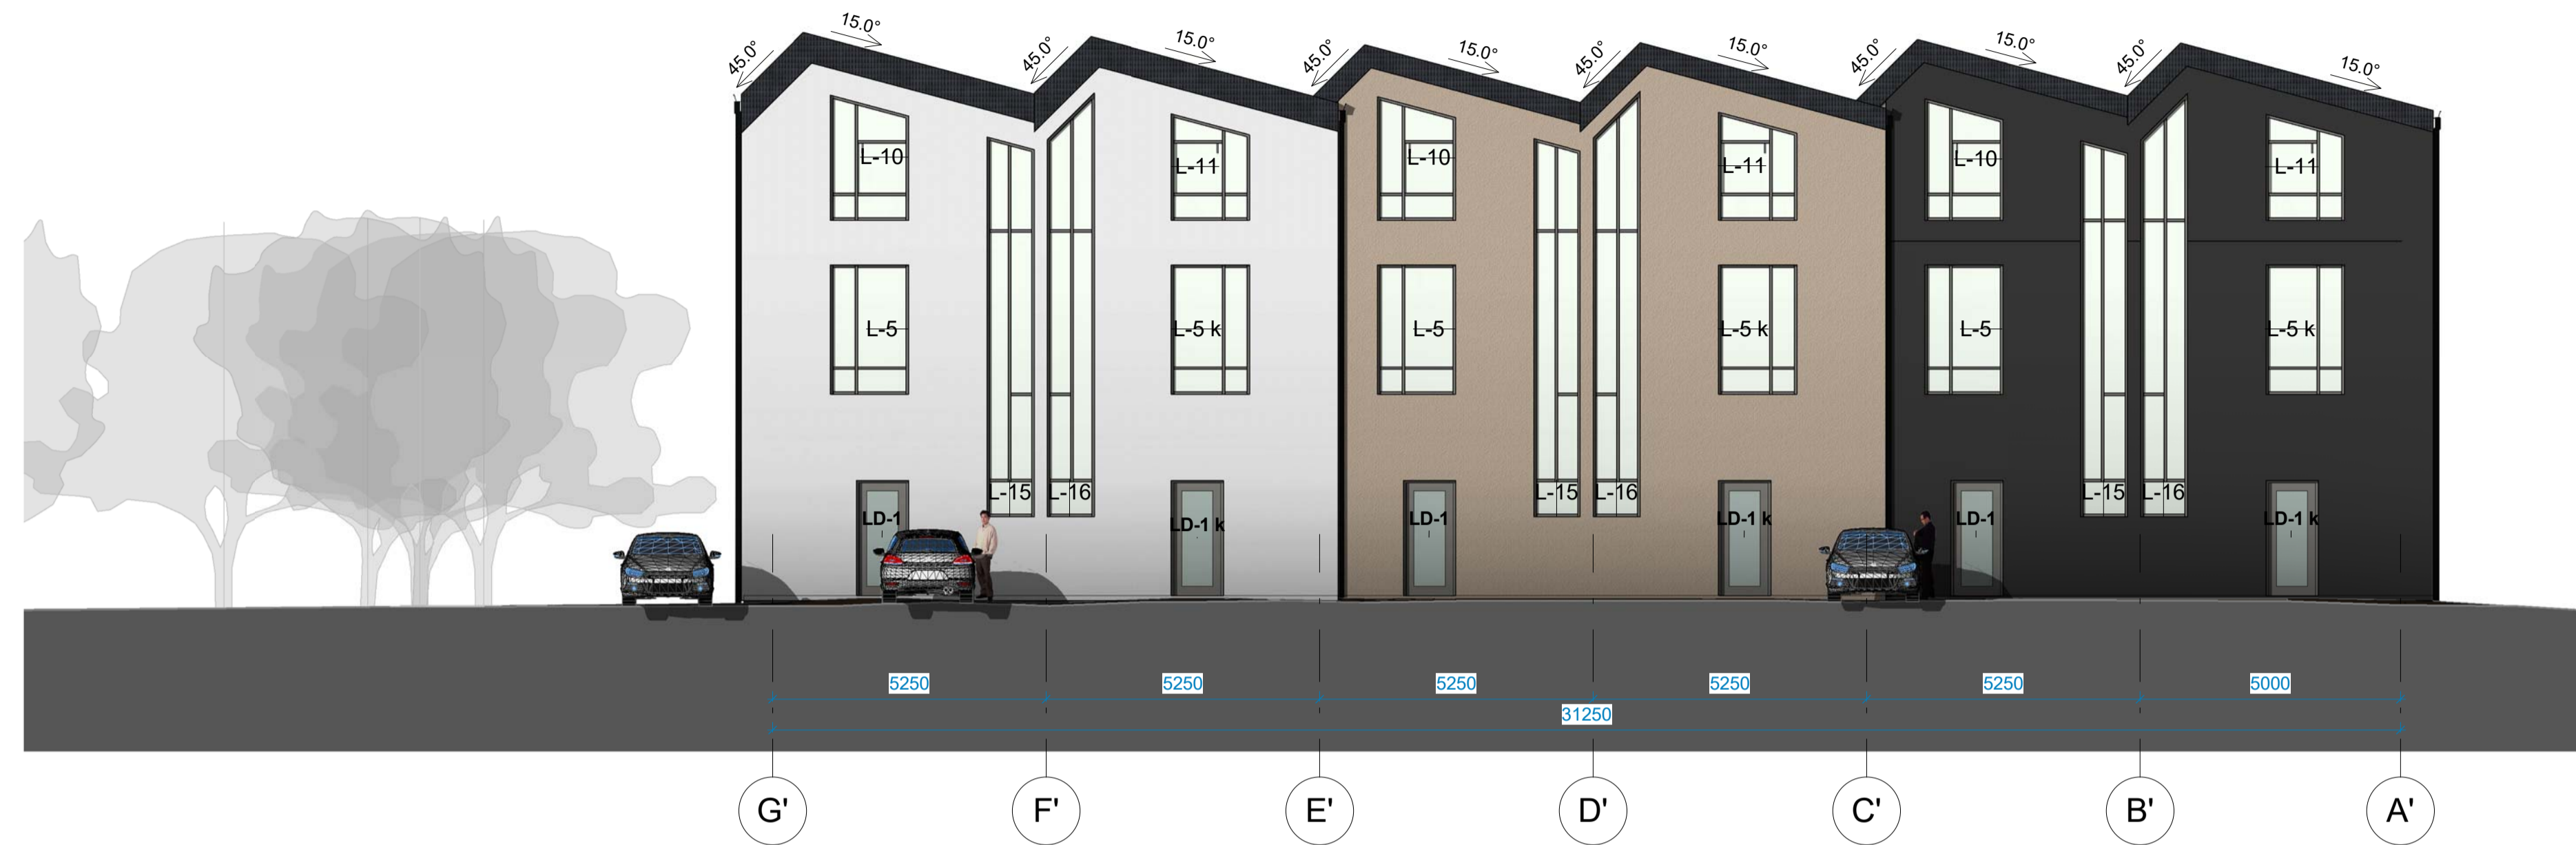 45.0° 15.0° 45.0° 15.0° 45.0° 15.0° 45.0° 15.0° 45.0° 15.0° 45.0° 15.0°
L-10 L-11 L-10 L-11 L-10 L-11
L-5 L-5 k L-5 L-5 k L-5 L-5 k
L-15 L-16 L-15 L-16 L-15 L-16
LD-1 LD-1 k LD-1 LD-1 k LD-1 LD-1 k
5250 5250 5250 5250 5250 5000
31250
G' F' E' D' C' B' A'